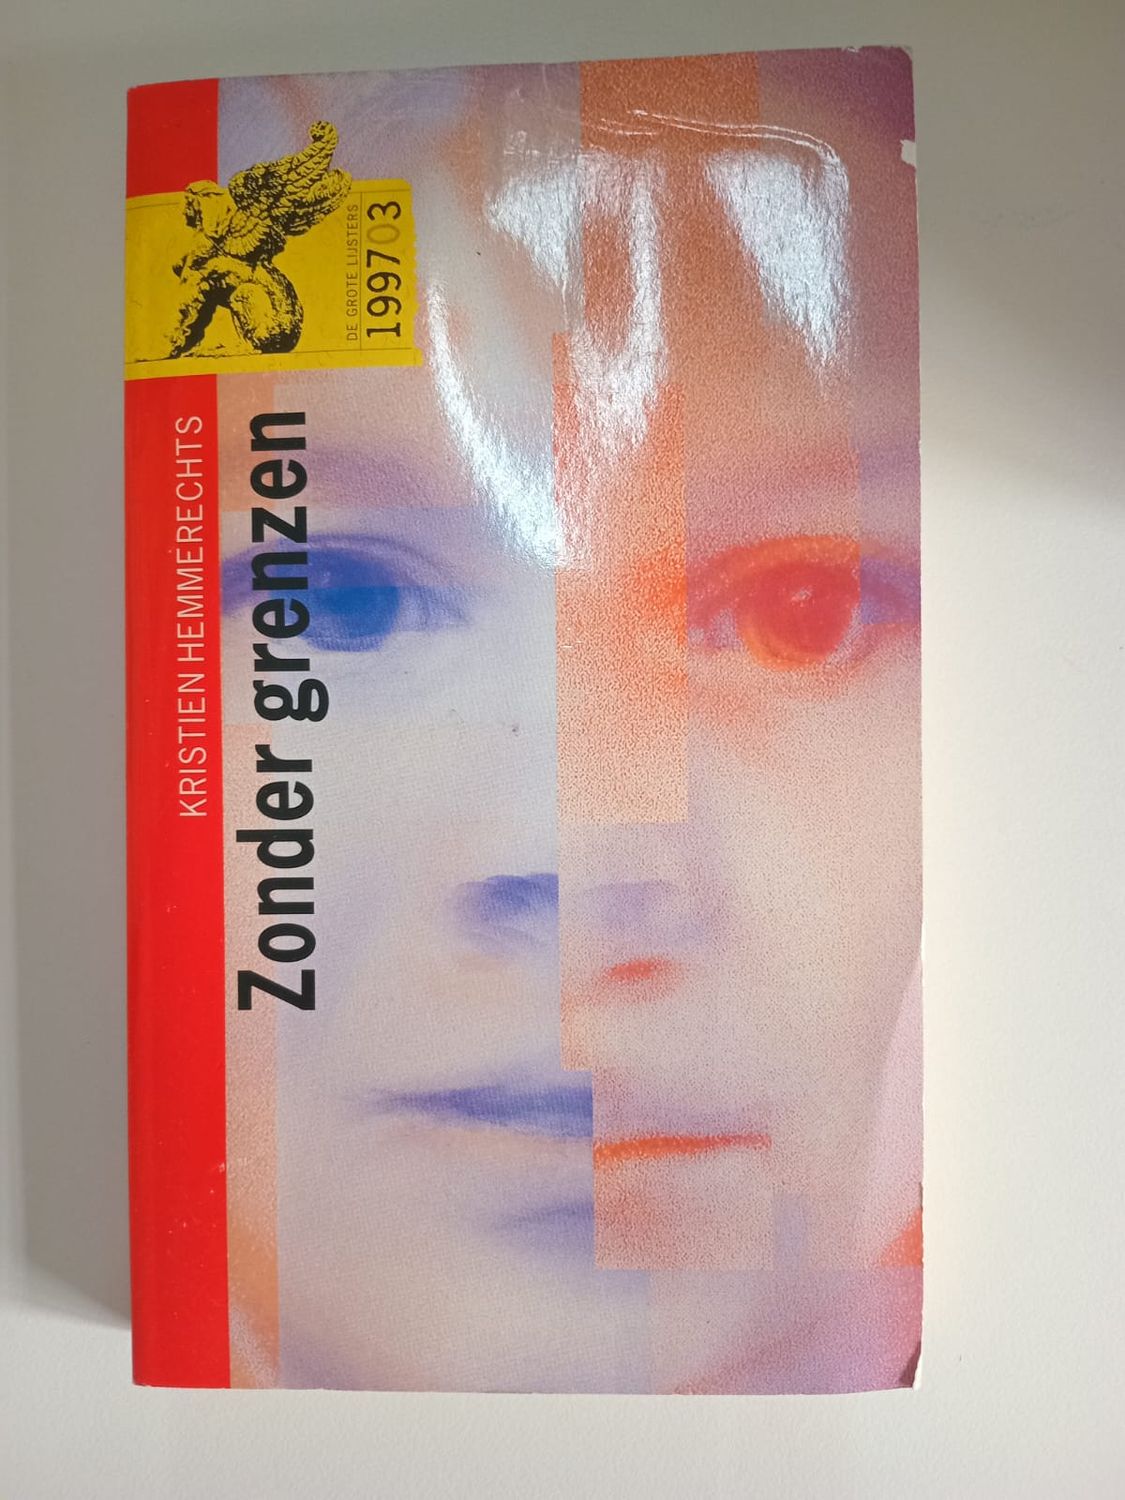 DE GROTE LIJSTERS
199703
KRISTIEN HEMMERECHTS
Zonder grenzen